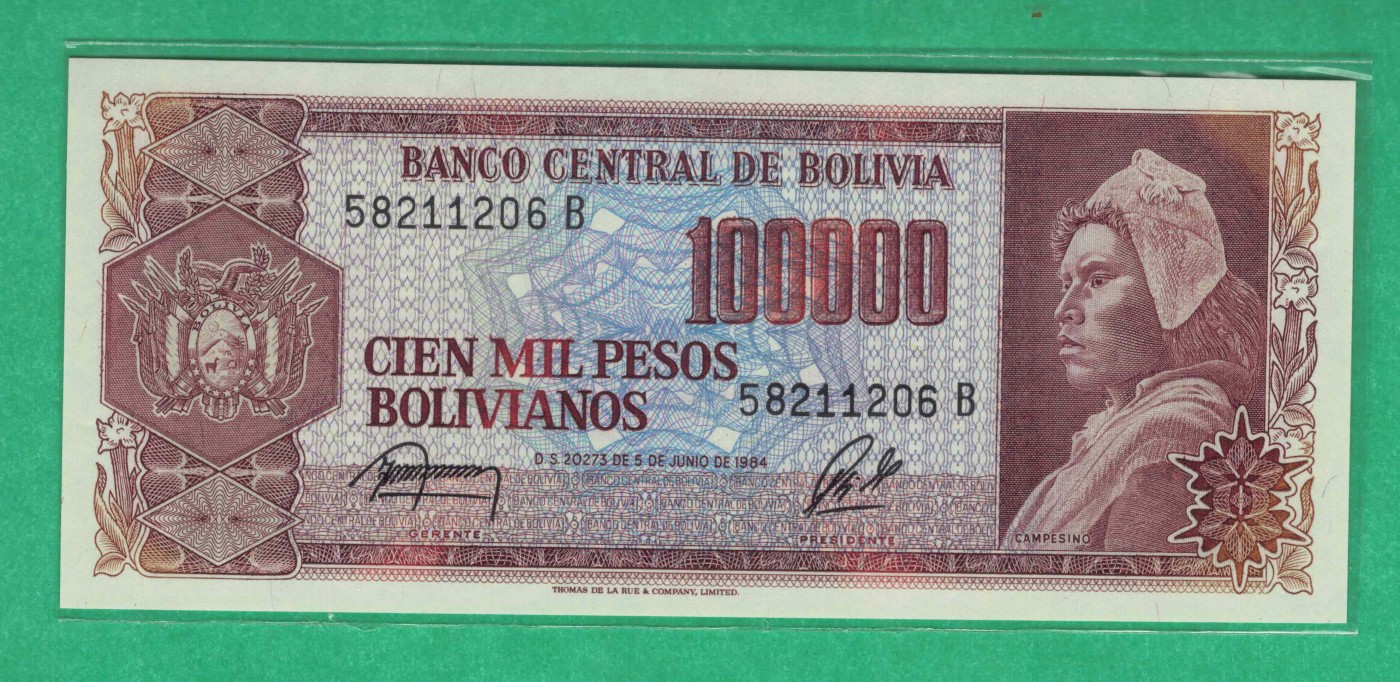 BANCO CENTRAL DE BOLIVIA
58211206 B
100000
CIEN MIL PESOS
BOLIVIANOS
58211206 B
D.S. 20273 DE 5 DE JUNIO DE 1984
BOLIVIA
GERENTE
PRESIDENTE
CAMPESINO
THOMAS DE LA RUE & COMPANY, LIMITED.